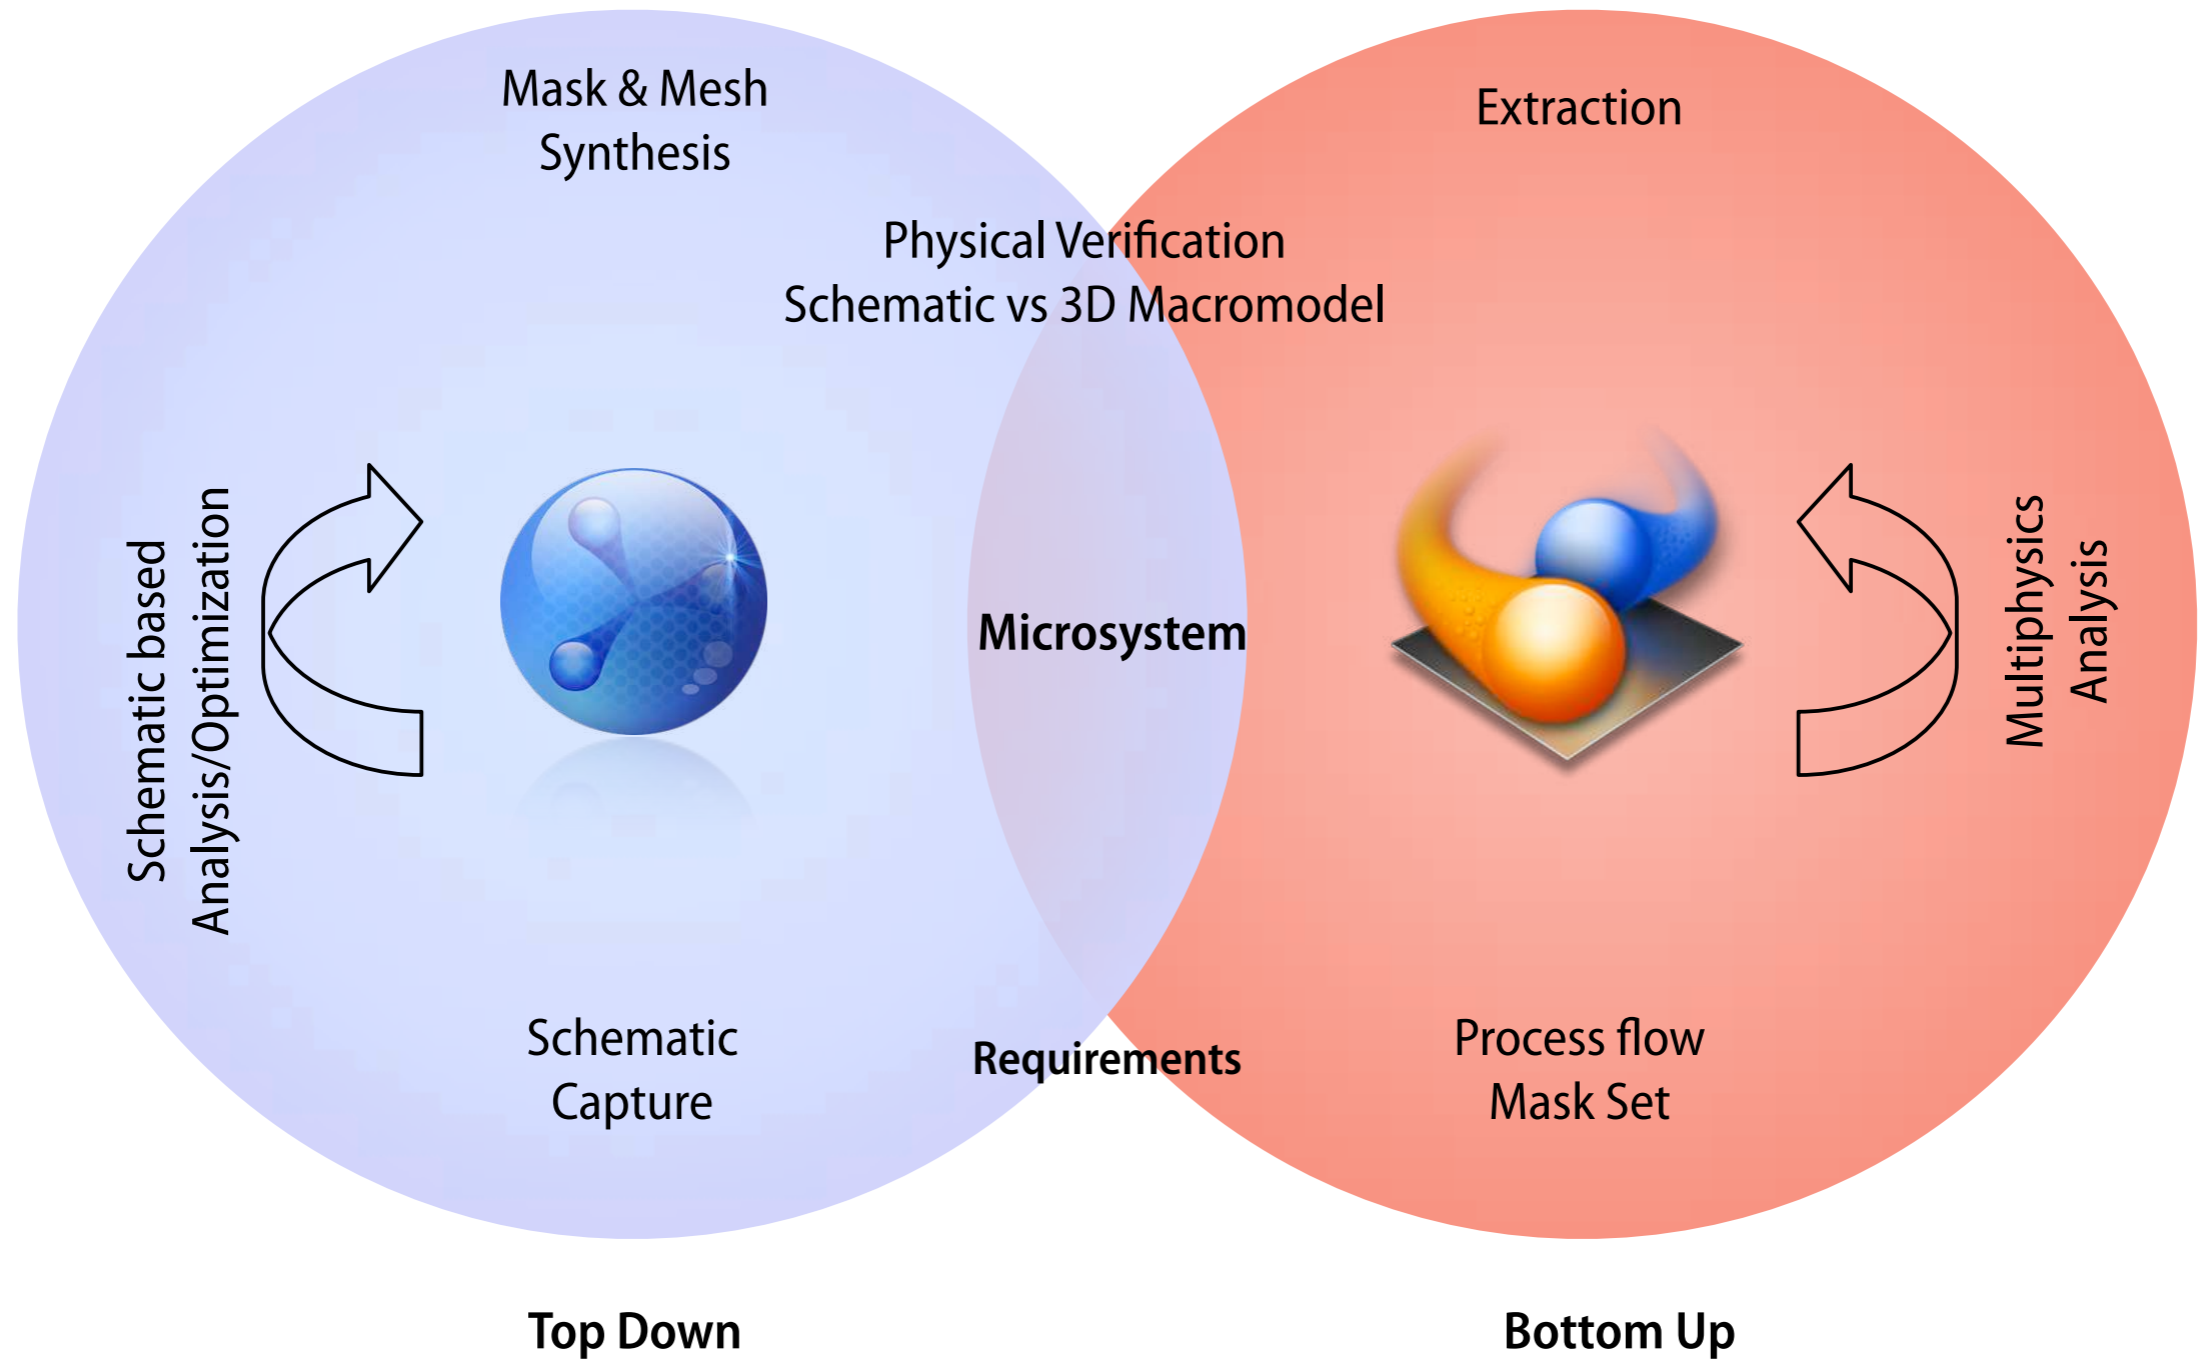 Mask & Mesh
Synthesis
Extraction
Physical Verification
Schematic vs 3D Macromodel
Schematic based
Analysis/Optimization
Microsystem
Multiphysics
Analysis
Schematic
Capture
Requirements
Process flow
Mask Set
Top Down
Bottom Up